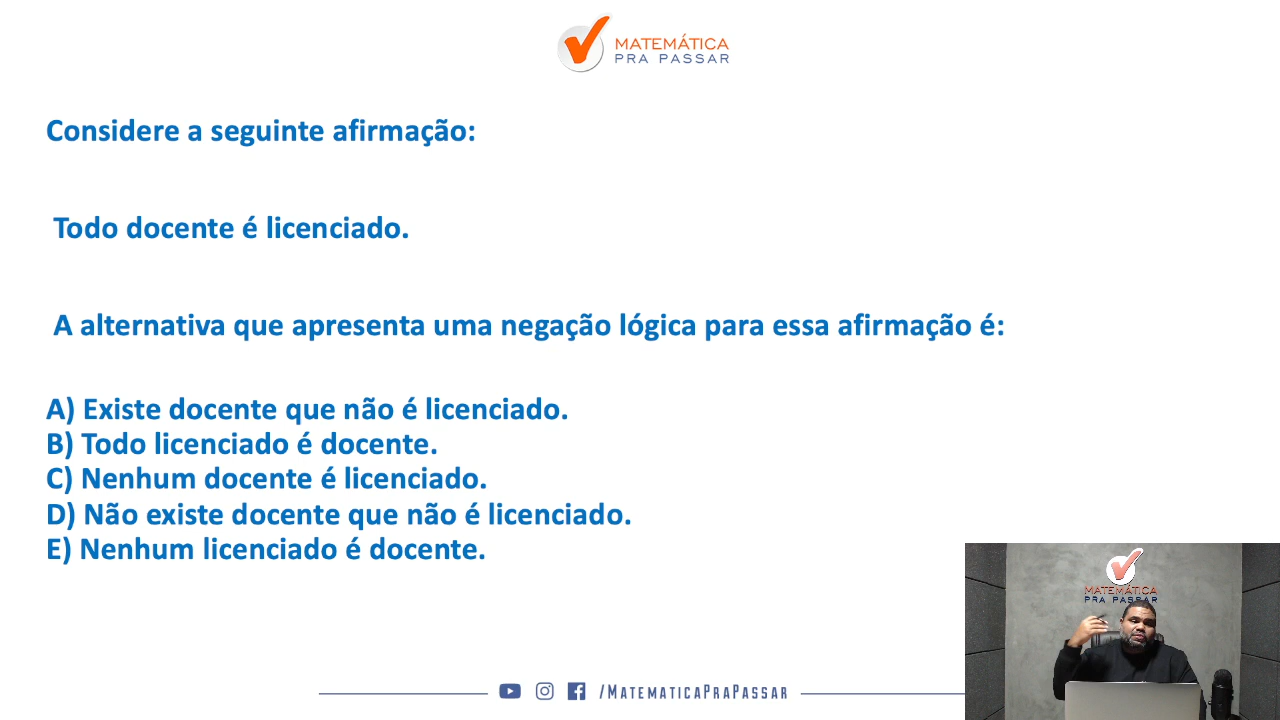 MATEMÁTICA
PRA PASSAR
Considere a seguinte afirmação:
Todo docente é licenciado.
A alternativa que apresenta uma negação lógica para essa afirmação é:
A) Existe docente que não é licenciado.
B) Todo licenciado é docente.
C) Nenhum docente é licenciado.
D) Não existe docente que não é licenciado.
E) Nenhum licenciado é docente.
MATEMÁTICA
PRA PASSAR
/MATEMATICAPRAPASSAR